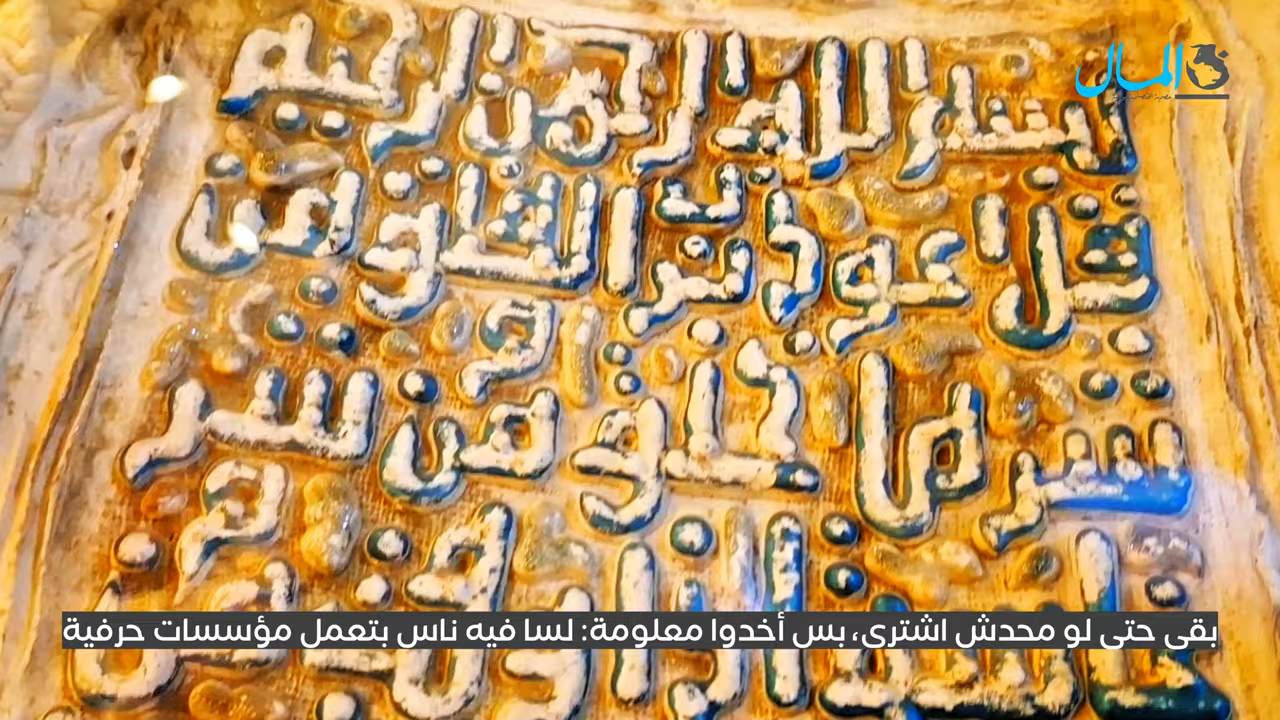 المال
بسم الله الرحمن الرحيم
قل اعوذ برب الفلق من
شر ما خلق ومن شر
بقى حتى لو محدش اشترى، بس أخدوا معلومة: لسا فيه ناس بتعمل مؤسسات حرفية